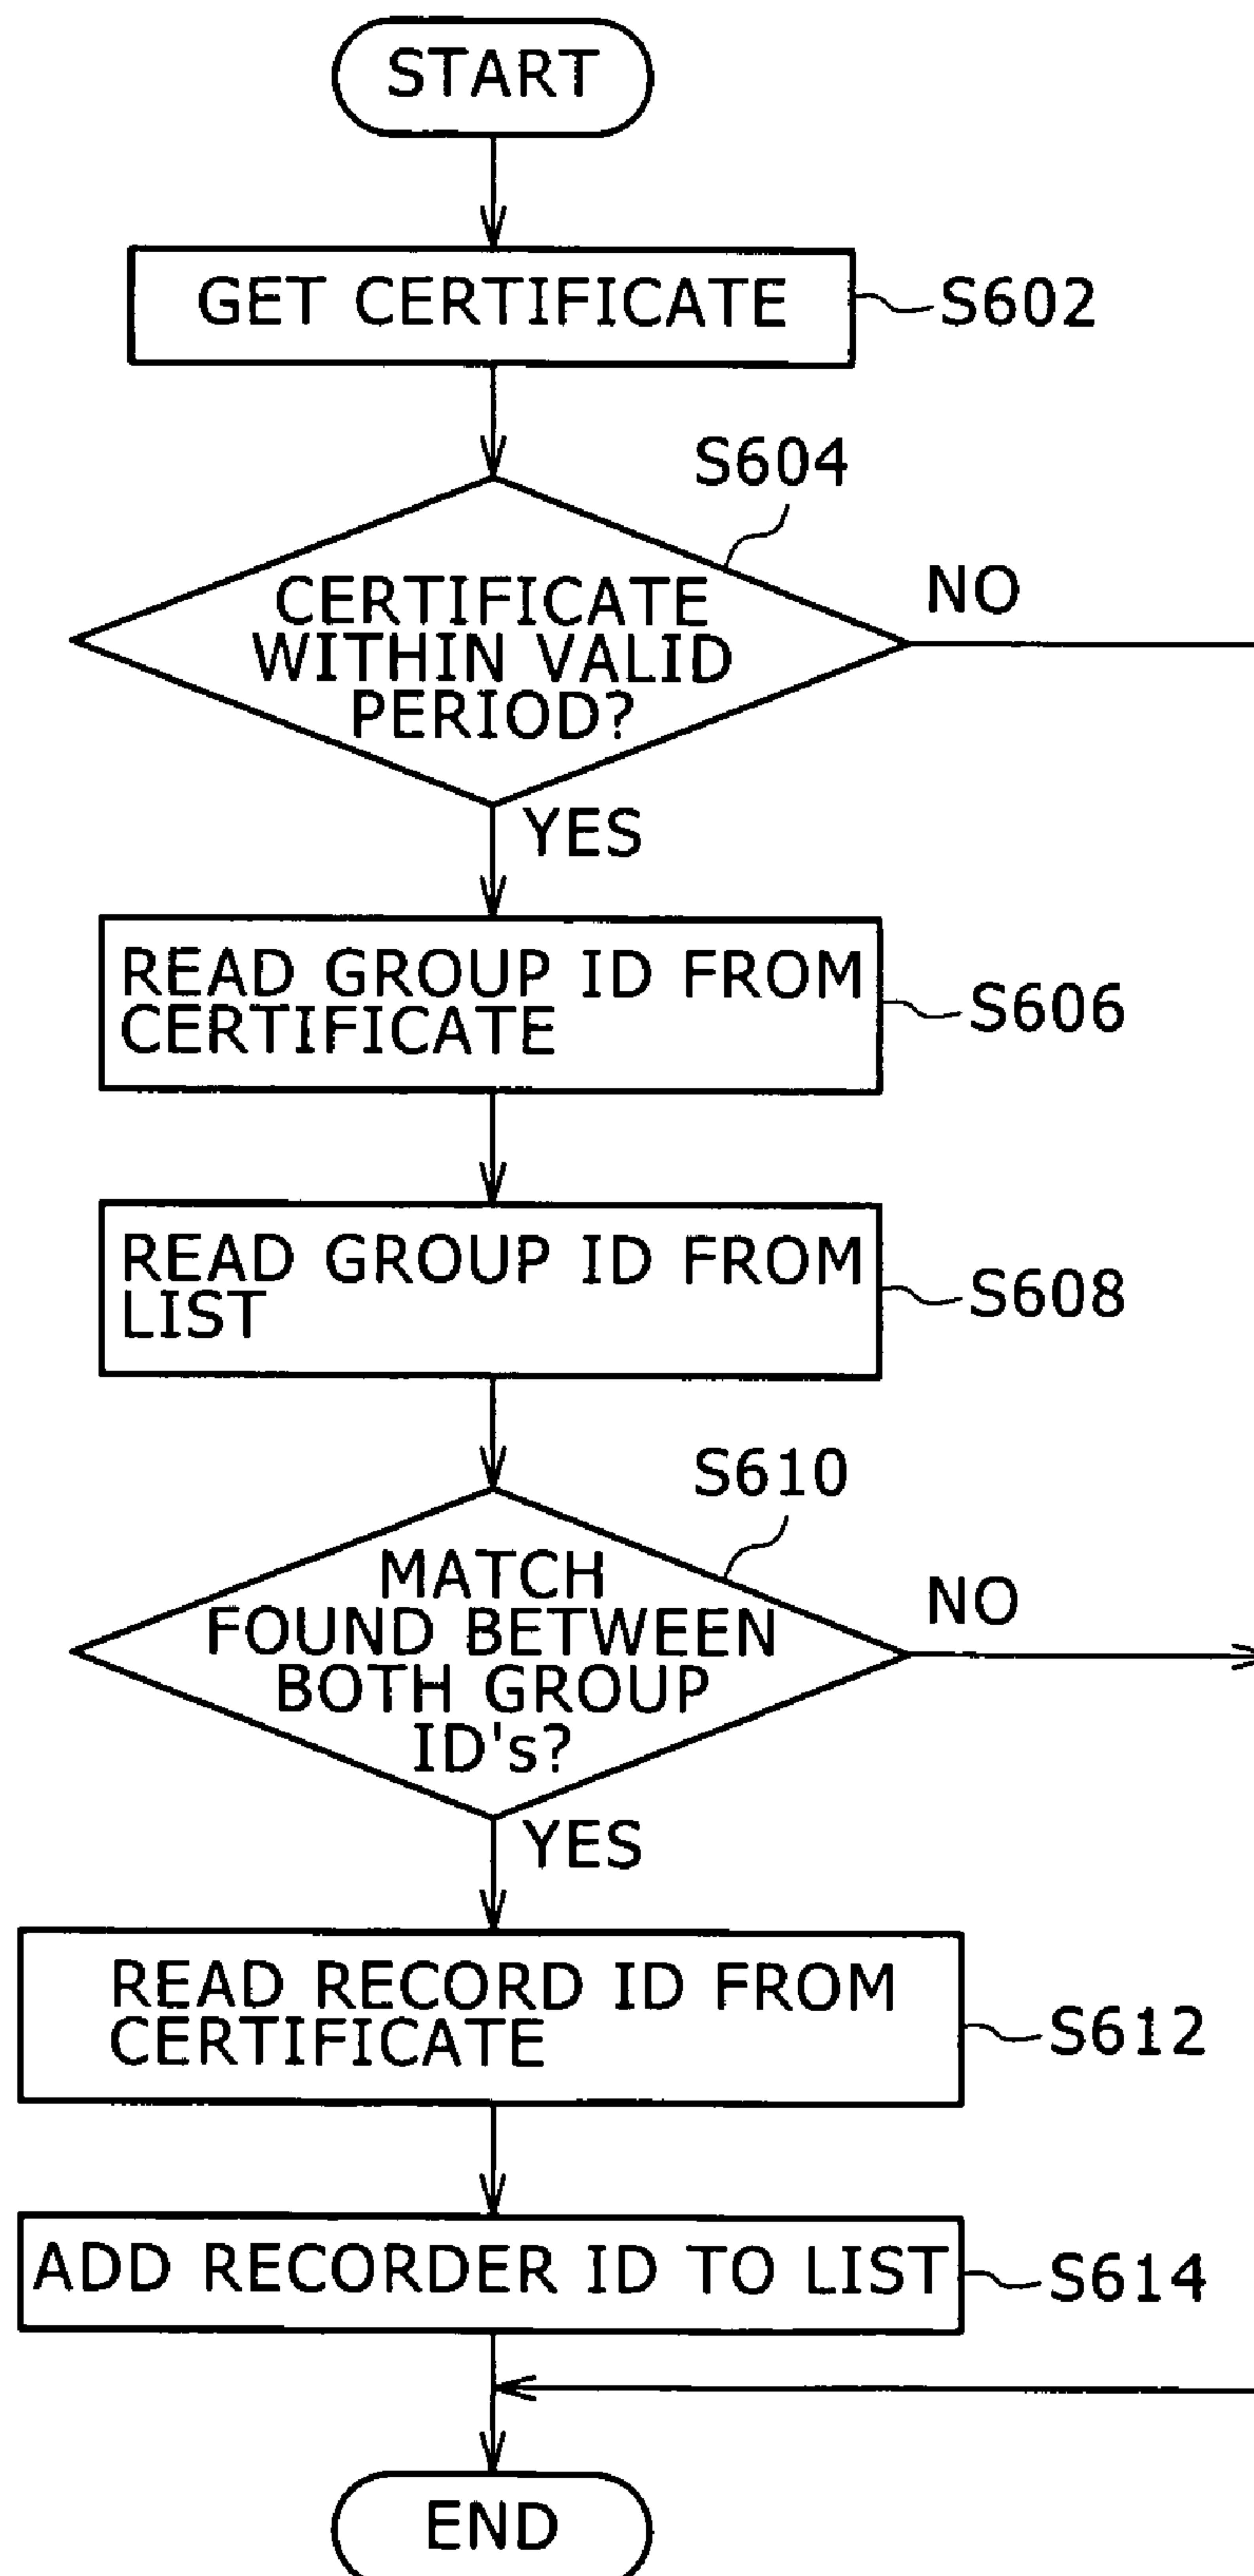 START
GET CERTIFICATE
S602
S604
CERTIFICATE
WITHIN VALID
PERIOD?
NO
YES
READ GROUP ID FROM
CERTIFICATE
S606
READ GROUP ID FROM
LIST
S608
S610
MATCH
FOUND BETWEEN
BOTH GROUP
ID's?
NO
YES
READ RECORD ID FROM
CERTIFICATE
S612
ADD RECORDER ID TO LIST
S614
END